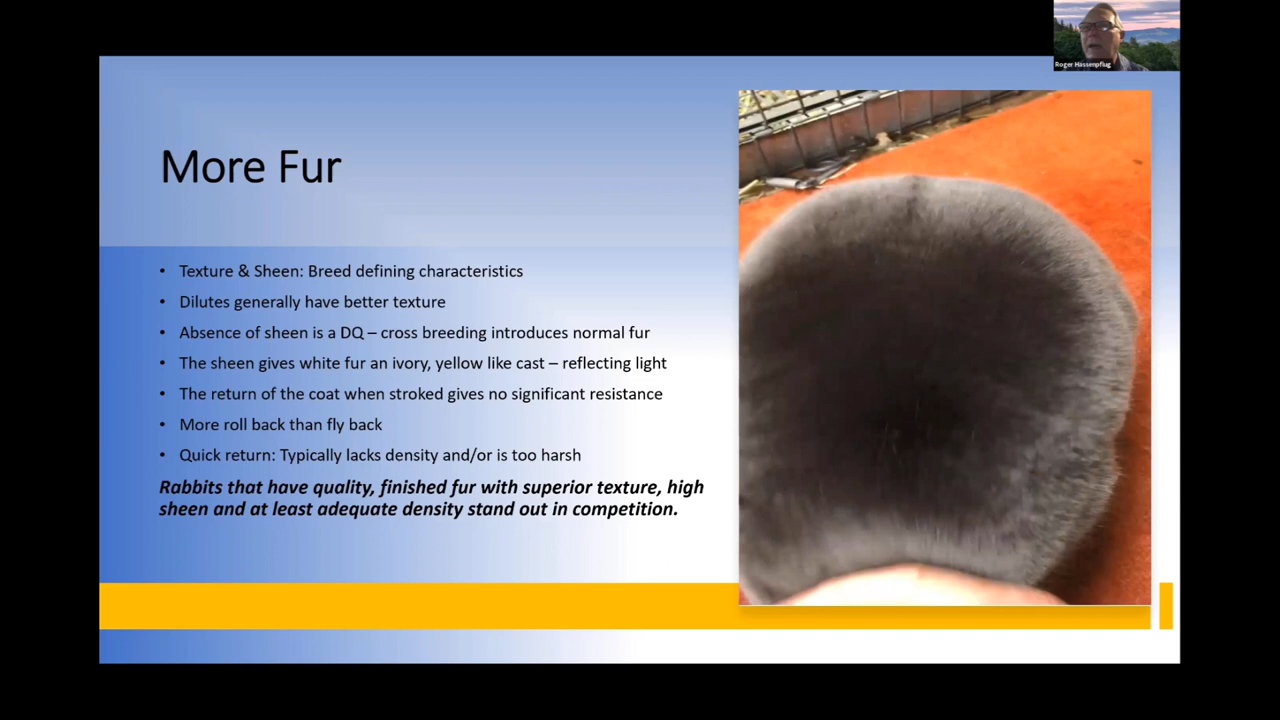 Roger Hassenpflug
More Fur
• Texture & Sheen: Breed defining characteristics
• Dilutes generally have better texture
• Absence of sheen is a DQ – cross breeding introduces normal fur
• The sheen gives white fur an ivory, yellow like cast – reflecting light
• The return of the coat when stroked gives no significant resistance
• More roll back than fly back
• Quick return: Typically lacks density and/or is too harsh
Rabbits that have quality, finished fur with superior texture, high
sheen and at least adequate density stand out in competition.